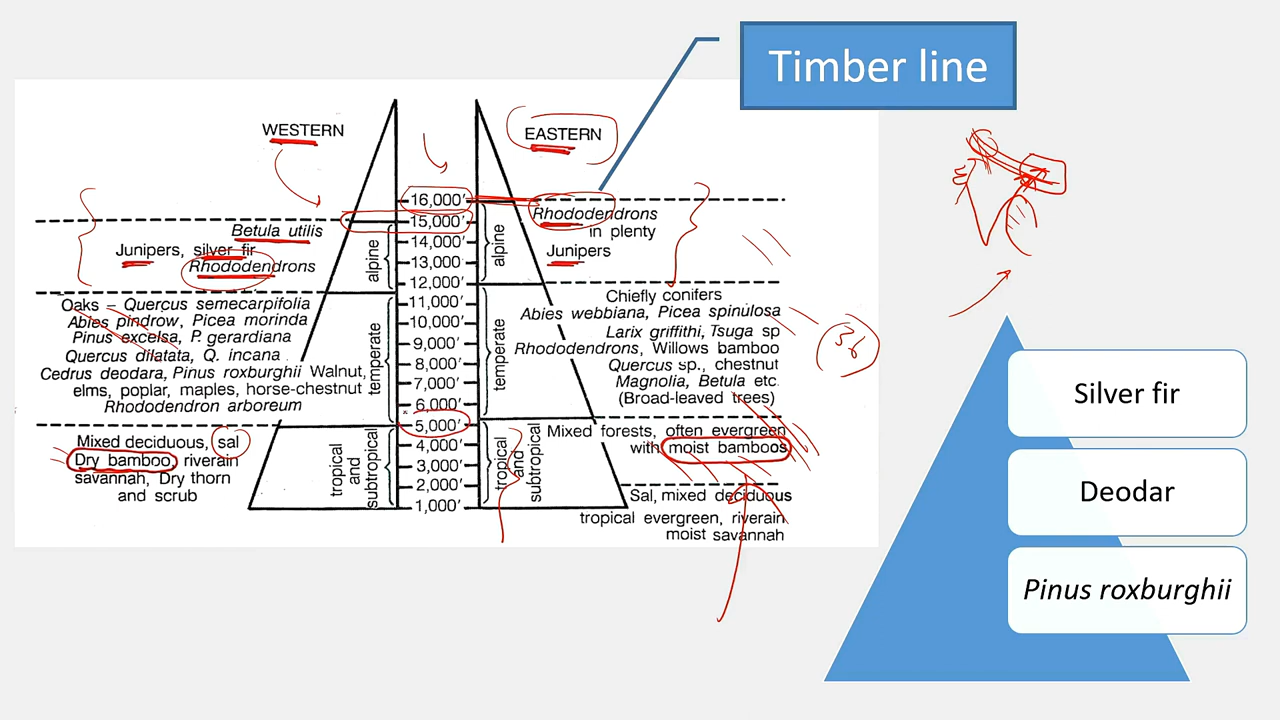 Timber line
WESTERN
EASTERN
16,000'
15,000'
14,000'
13,000'
12,000'
11,000'
10,000'
9,000'
8,000'
7,000'
6,000'
5,000'
4,000'
3,000'
2,000'
1,000'
alpine
temperate
tropical
and
subtropical
alpine
temperate
tropical
and
subtropical
Betula utilis
Junipers, silver fir
Rhododendrons
Oaks – Quercus semecarpifolia
Abies pindrow, Picea morinda
Pinus excelsa, P. gerardiana
Quercus dilatata, Q. incana
Cedrus deodara, Pinus roxburghii Walnut,
elms, poplar, maples, horse-chestnut
Rhododendron arboreum
Mixed deciduous, sal
Dry bamboo, riverain
savannah, Dry thorn
and scrub
Rhododendrons
in plenty
Junipers
Chiefly conifers
Abies webbiana, Picea spinulosa
Larix griffithi, Tsuga sp
Rhododendrons, Willows bamboo
Quercus sp., chestnut
Magnolia, Betula etc.
(Broad-leaved trees)
Mixed forests, often evergreen
with moist bamboos
Sal, mixed deciduous
tropical evergreen, riverain
moist savannah
Silver fir
Deodar
Pinus roxburghii